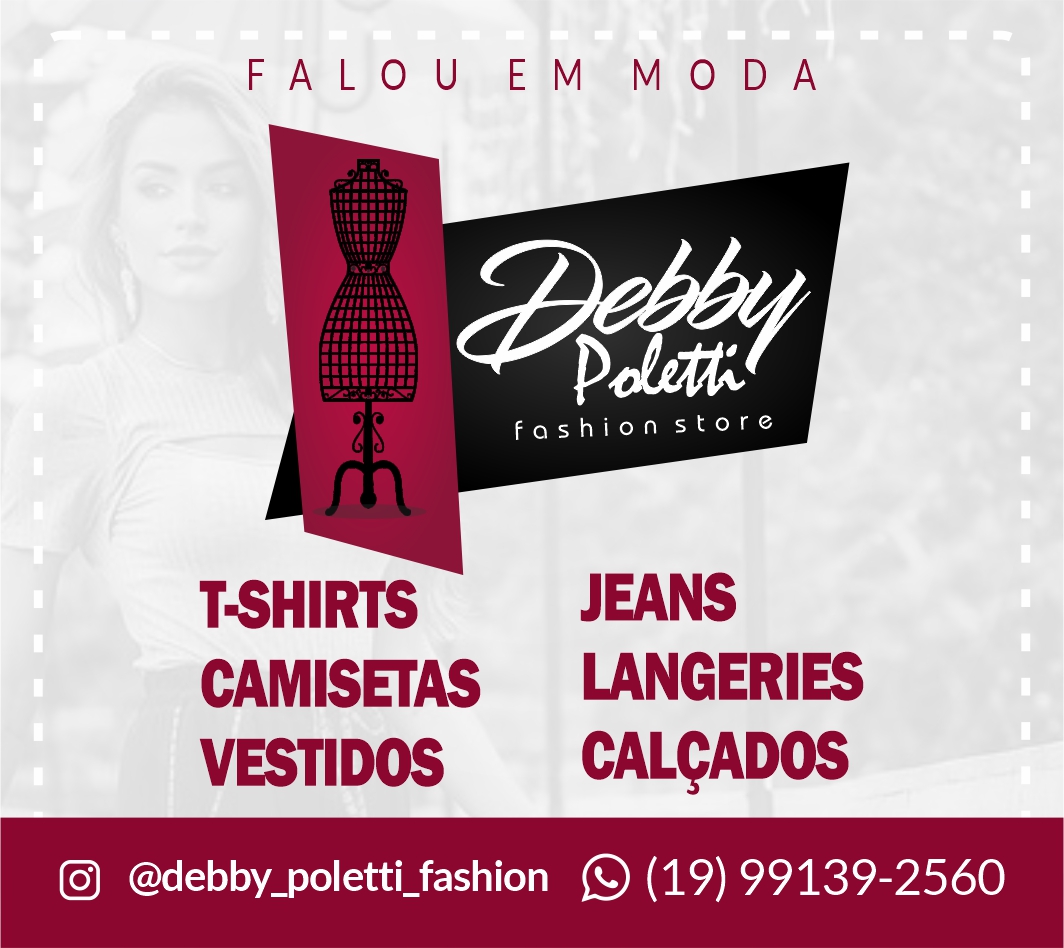 FALOU EM MODA
Debby
Poletti
fashion store
T-SHIRTS
CAMISETAS
VESTIDOS
JEANS
LANGERIES
CALÇADOS
@debby_poletti_fashion
(19) 99139-2560